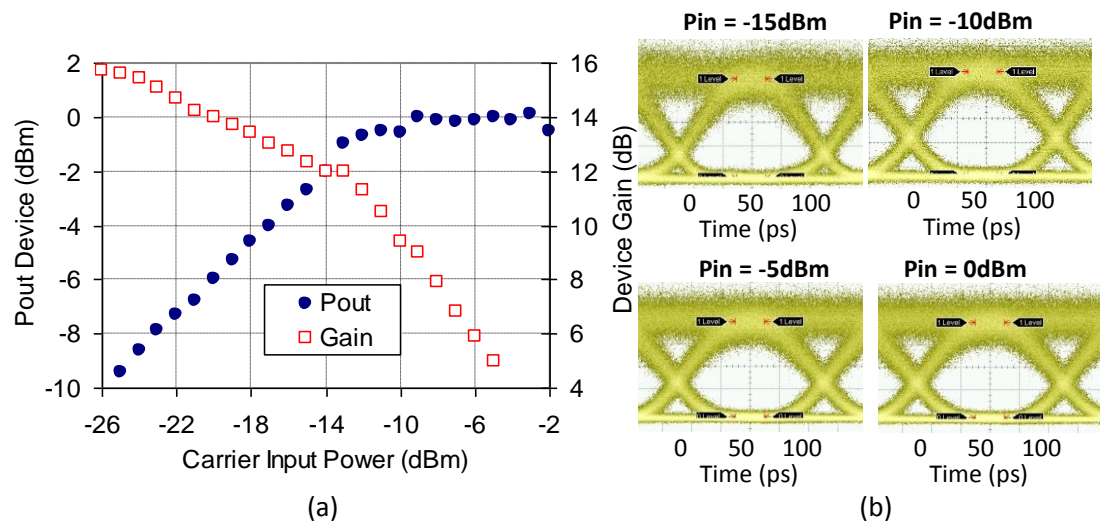 Pout Device (dBm)
2
0
-2
-4
-6
-8
-10
16
14
12
10
8
6
4
Device Gain (dB)
Pout
Gain
-26
-22
-18
-14
-10
-6
-2
Carrier Input Power (dBm)
(a)
Pin = -15dBm
1 Level
1 Level
0 50 100
Time (ps)
Pin = -10dBm
1 Level
1 Level
0 50 100
Time (ps)
Pin = -5dBm
1 Level
1 Level
0 50 100
Time (ps)
Pin = 0dBm
1 Level
1 Level
0 50 100
Time (ps)
(b)